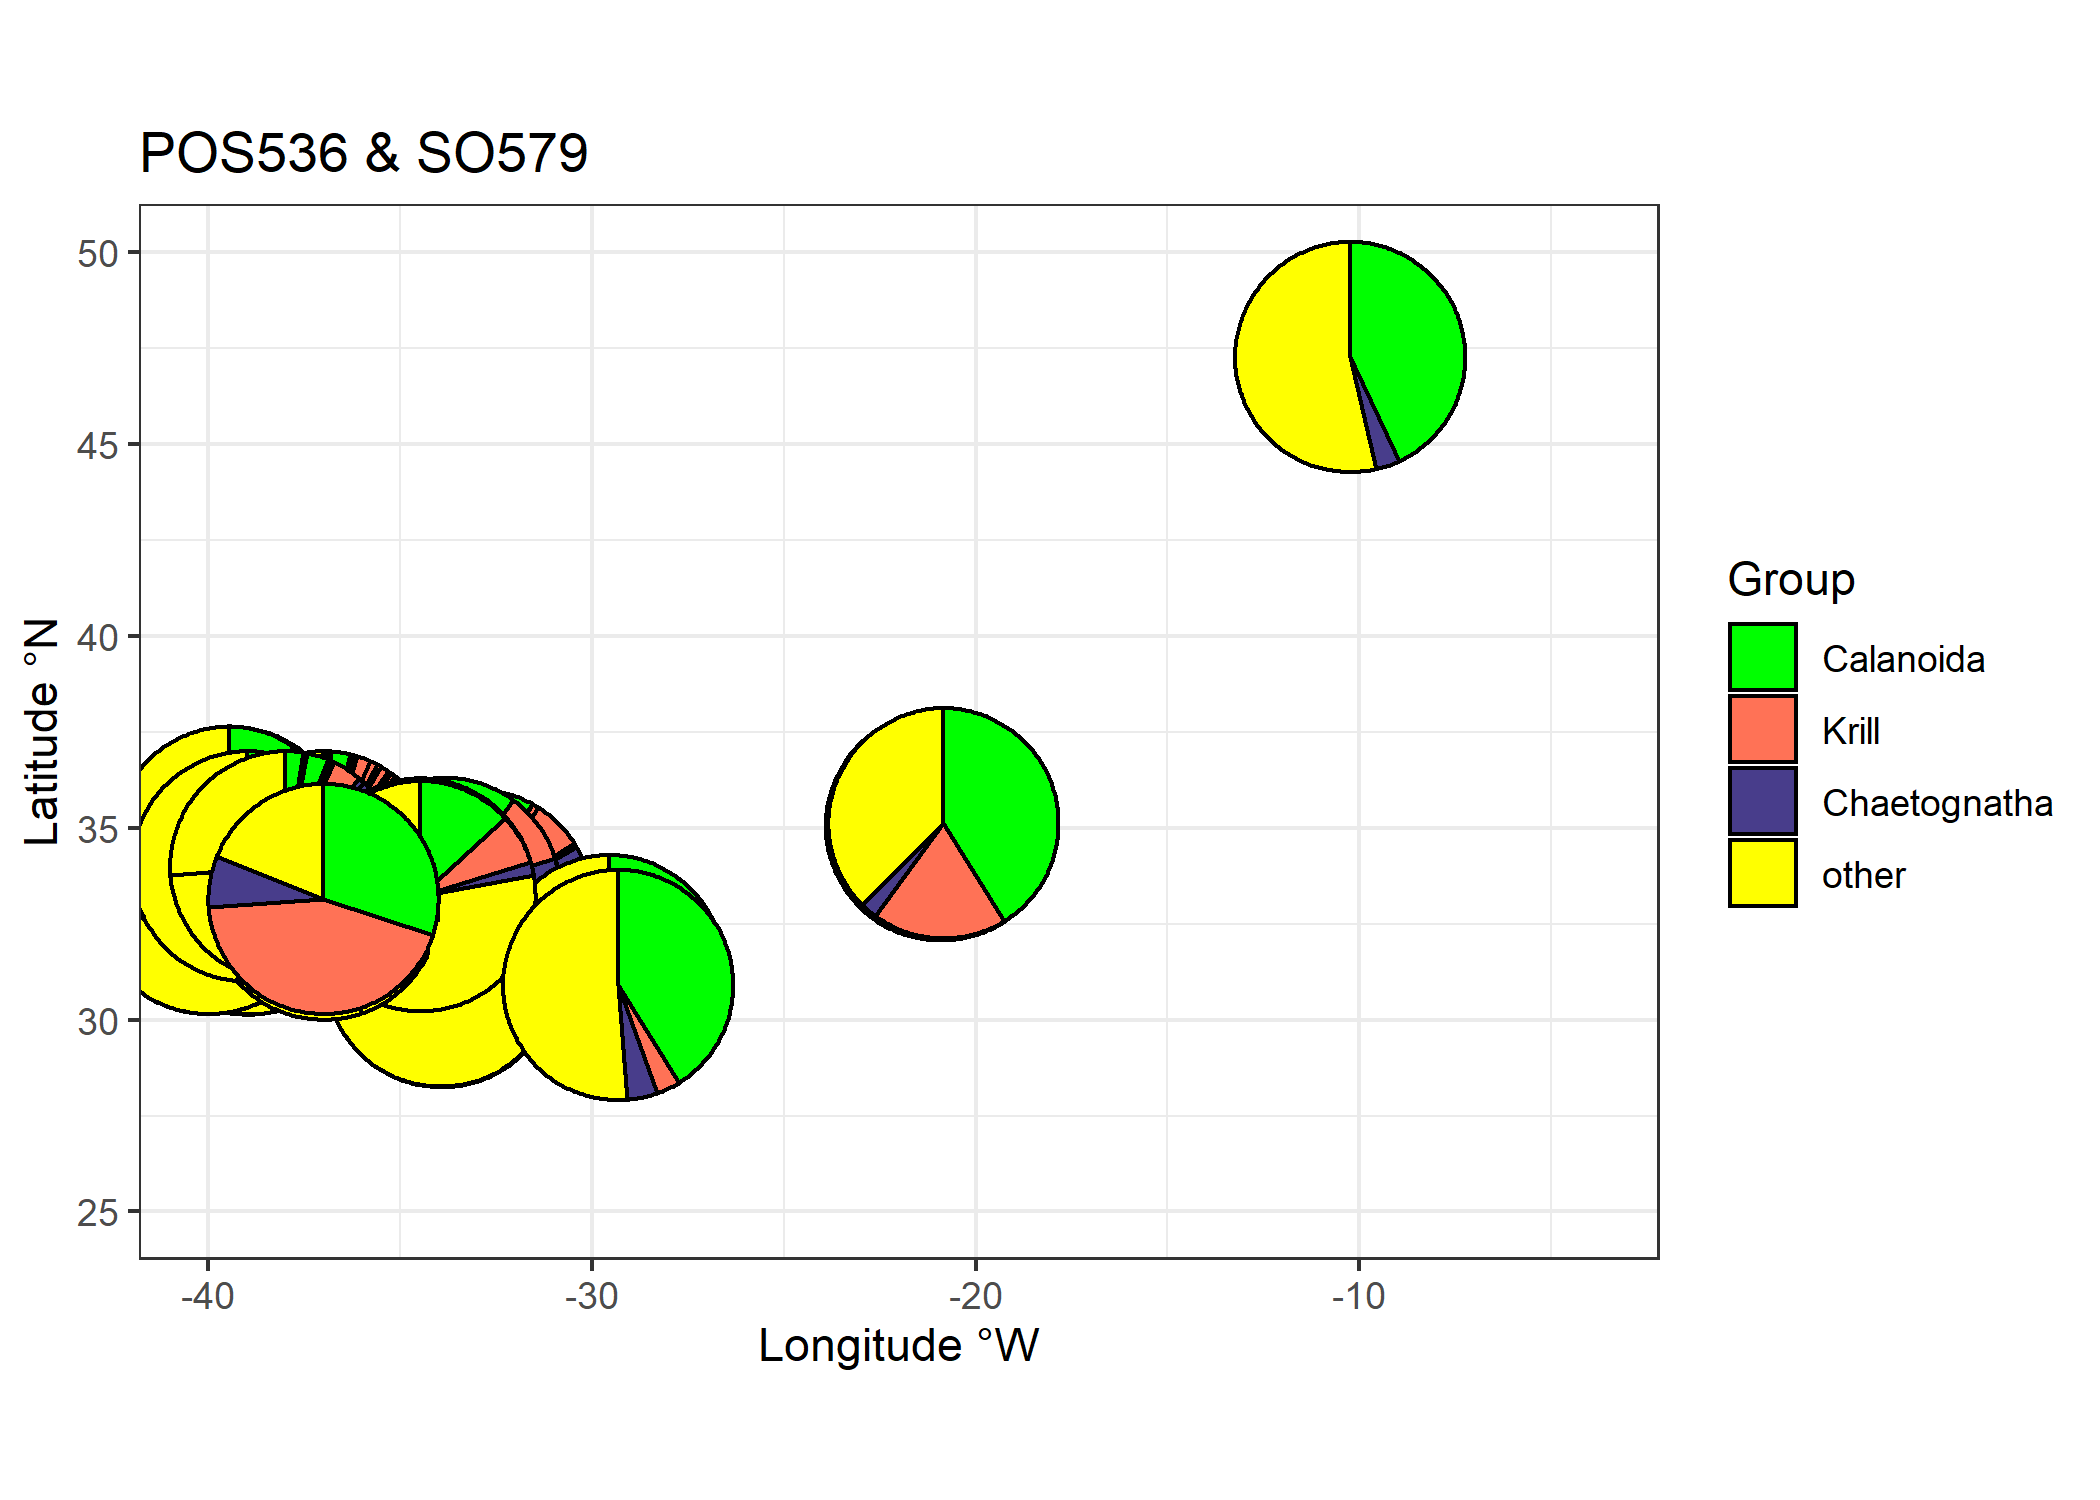 POS536 & SO579
50
45
40
35
30
25
Latitude °N
-40 -30 -20 -10
Longitude °W
Group
Calanoida
Krill
Chaetognatha
other